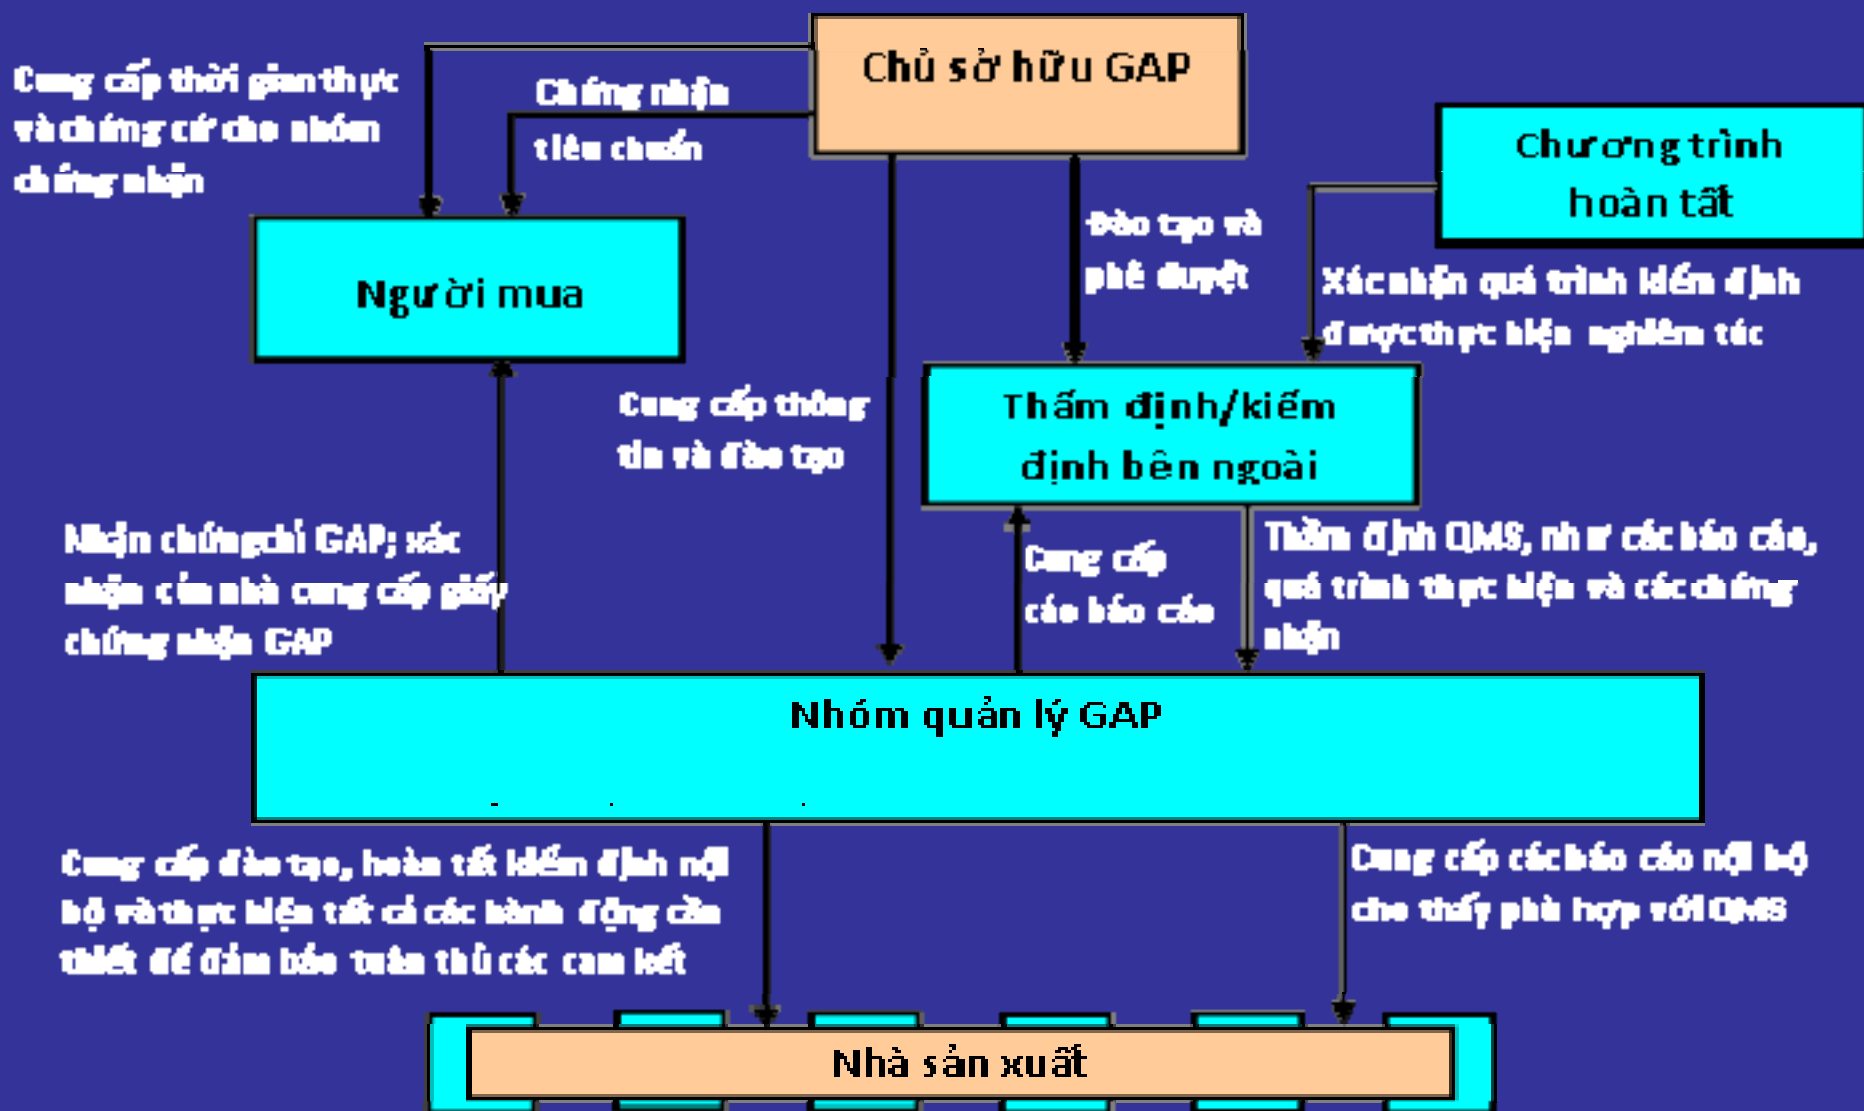 Chủ sở hữu GAP
Cung cấp thời gian thực
và chứng cứ cho nhóm
chứng nhận
Chứng nhận
tiêu chuẩn
Chương trình
hoàn tất
Người mua
Đào tạo và
phê duyệt
Xác nhận quá trình kiểm định
được thực hiện nghiêm túc
Cung cấp thông
tin và đào tạo
Thẩm định/kiểm
định bên ngoài
Nhận chứng chỉ GAP; xác
nhận của nhà cung cấp giấy
chứng nhận GAP
Cung cấp
các báo cáo
Thẩm định QMS, như các báo cáo,
quá trình thực hiện và các chứng
nhận
Nhóm quản lý GAP
Cung cấp đào tạo, hoàn tất kiểm định nội
bộ và thực hiện tất cả các hành động cần
thiết để đảm bảo tuân thủ các cam kết
Cung cấp các báo cáo nội bộ
cho thấy phù hợp với QMS
Nhà sản xuất